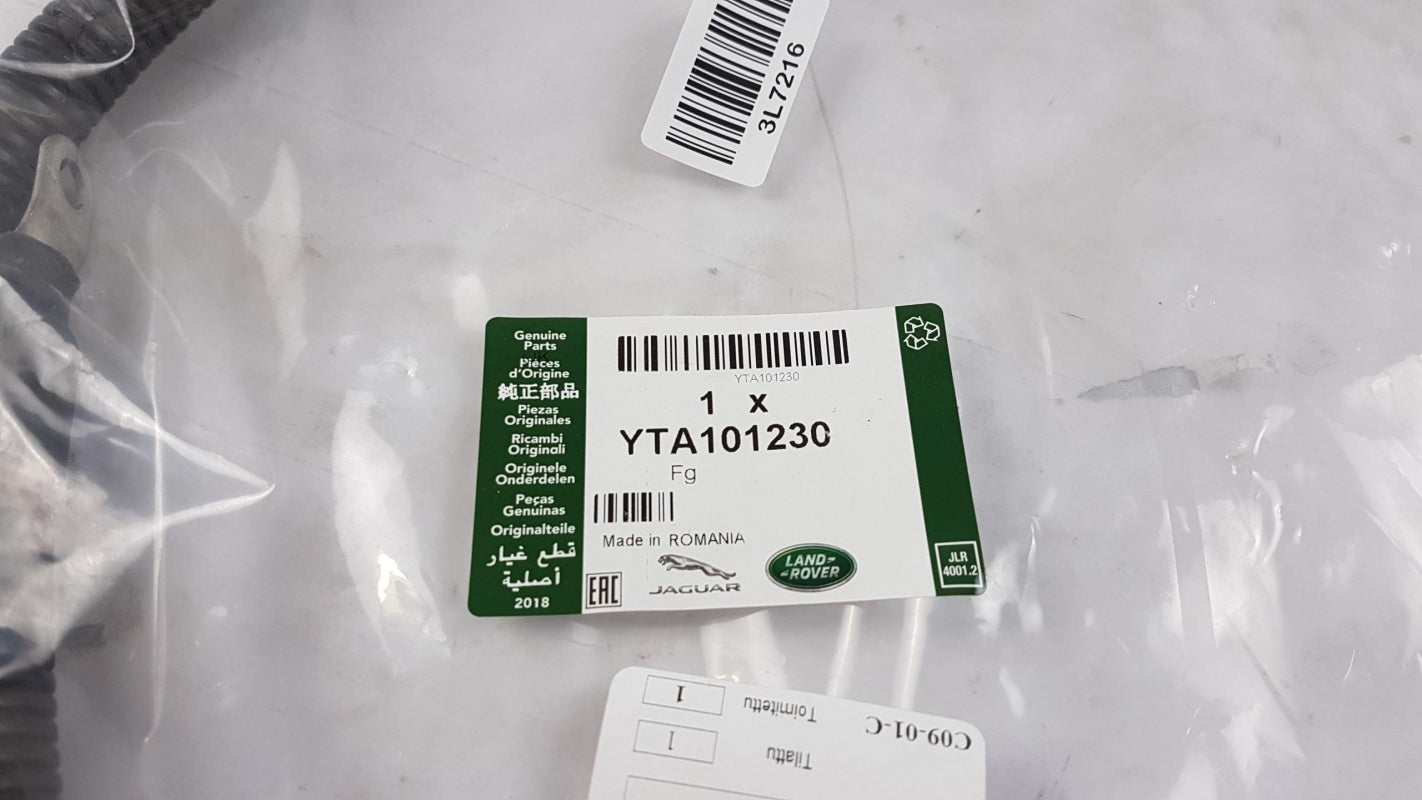 3L7216
Genuine
Parts
Pièces
d'Origine
純正部品
Piezas
Originales
Ricambi
Originali
Originele
Onderdelen
Peças
Genuinas
Originalteile
قطع غيار
أصلية
2018
YTA101230
1 x
YTA101230
Fg
Made in ROMANIA
EAC
JAGUAR
LAND-
-ROVER
JLR
4001.2
C09-01-C
Tilattu 1
Toimitettu 1